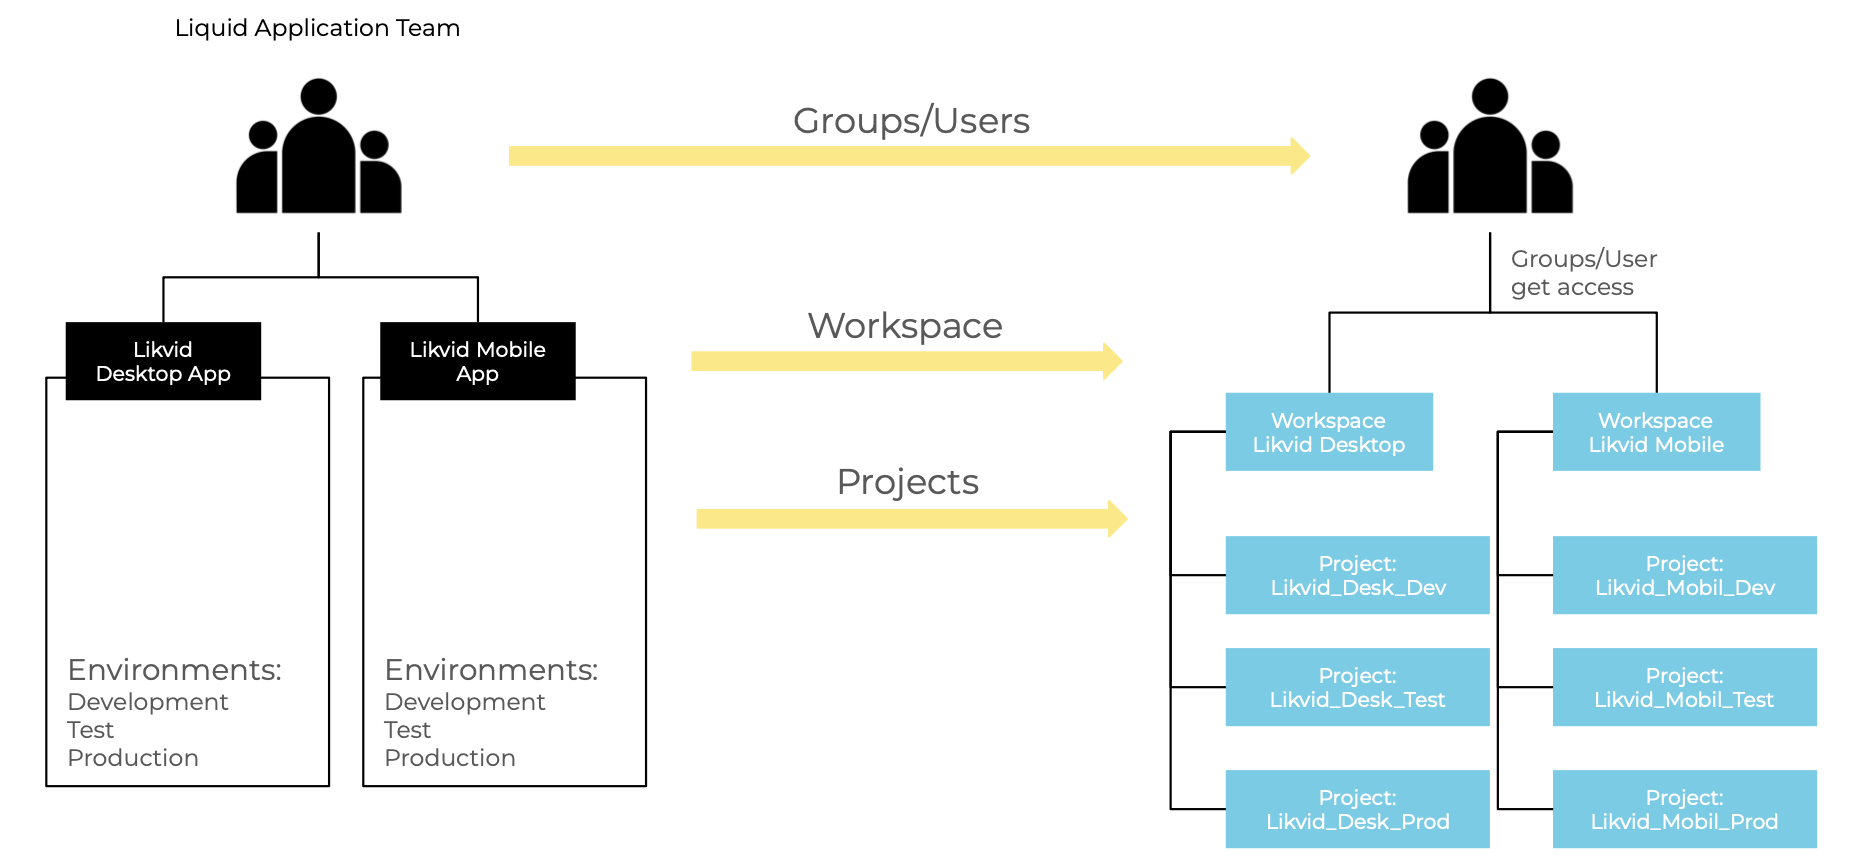 Liquid Application Team
Groups/Users
Groups/User
get access
Likvid
Desktop App
Likvid Mobile
App
Workspace
Workspace
Likvid Desktop
Workspace
Likvid Mobile
Projects
Project:
Likvid_Desk_Dev
Project:
Likvid_Mobil_Dev
Environments:
Development
Test
Production
Environments:
Development
Test
Production
Project:
Likvid_Desk_Test
Project:
Likvid_Mobil_Test
Project:
Likvid_Desk_Prod
Project:
Likvid_Mobil_Prod